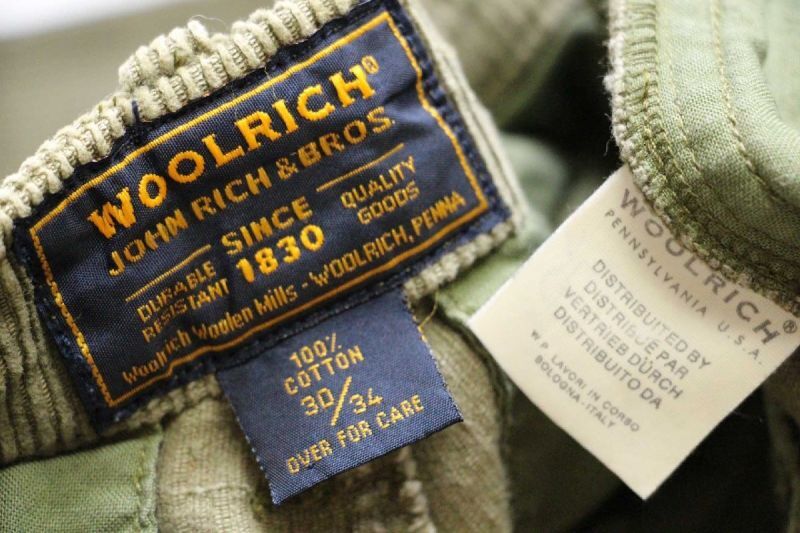 WOOLRICH®
JOHN RICH & BROS.
DURABLE
RESISTANT
SINCE
1830
QUALITY
GOODS
Woolrich Woolen Mills - WOOLRICH, PENNA
100%
COTTON
30/34
OVER FOR CARE
WOOLRICH®
PENNSYLVANIA U.S.A.
DISTRIBUTED BY
DISTRIBUE PAR
VERTRIEB DÜRCH
DISTRIBUITO DA
W.P. LAVORI IN CORSO
BOLOGNA-ITALY